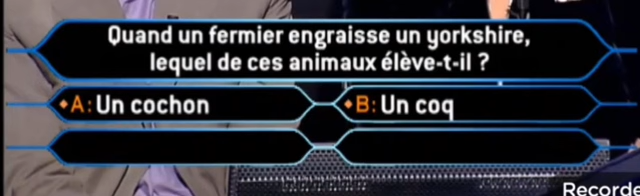 Quand un fermier engraisse un yorkshire,
lequel de ces animaux élève-t-il ?
A: Un cochon
B: Un coq
Recorde